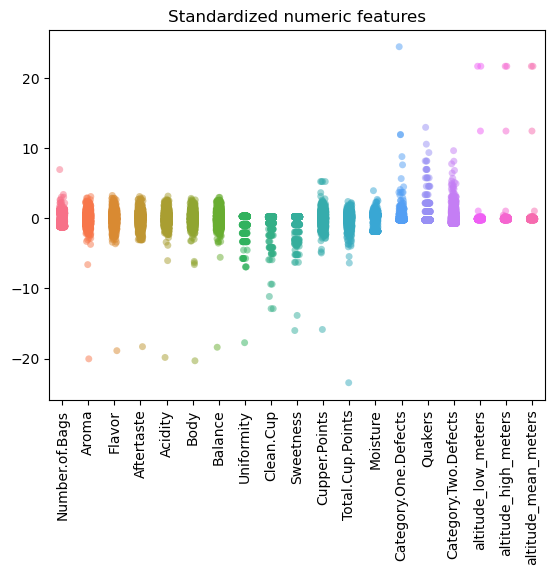 Standardized numeric features
20
10
0
−10
−20
Number.of.Bags
Aroma
Flavor
Aftertaste
Acidity
Body
Balance
Uniformity
Clean.Cup
Sweetness
Cupper.Points
Total.Cup.Points
Moisture
Category.One.Defects
Quakers
Category.Two.Defects
altitude_low_meters
altitude_high_meters
altitude_mean_meters